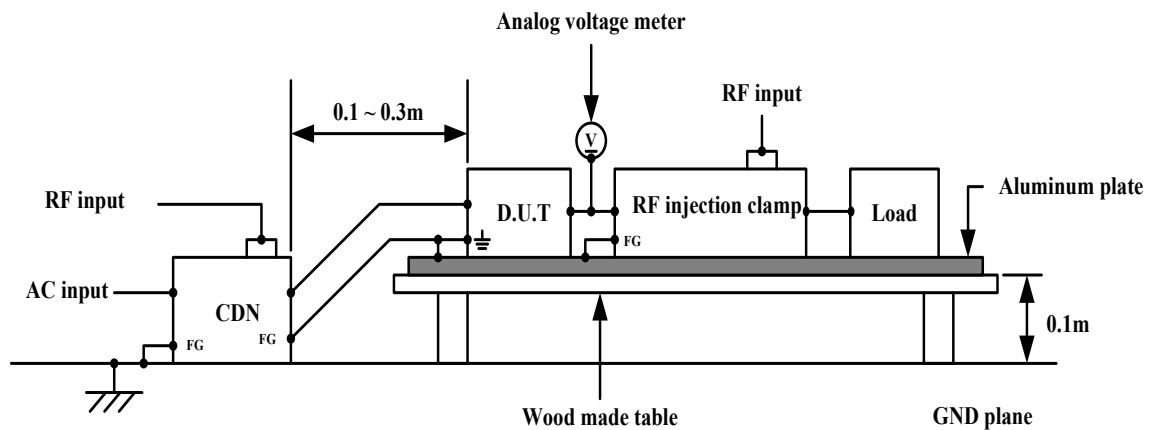 Analog voltage meter
RF input
0.1 ~ 0.3m
V
RF input
D.U.T
RF injection clamp
Load
Aluminum plate
FG
AC input
CDN
FG
FG
0.1m
Wood made table
GND plane